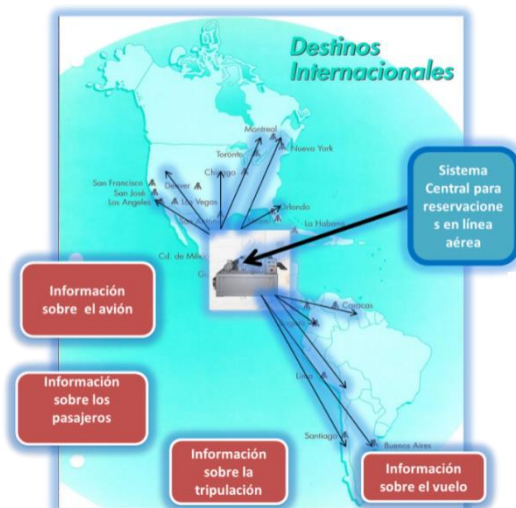 Destinos
Internacionales
Montreal
Toronto
Nueva York
Chicago
San Francisco
Denver
San José
Las Vegas
Los Angeles
Orlando
La Habana
Cd. de Méxi
Caracas
Lima
Santiago
Buenos Aires
Sistema
Central para
reservacione
s en línea
aérea
Información
sobre el avión
Información
sobre los
pasajeros
Información
sobre la
tripulación
Información
sobre el vuelo